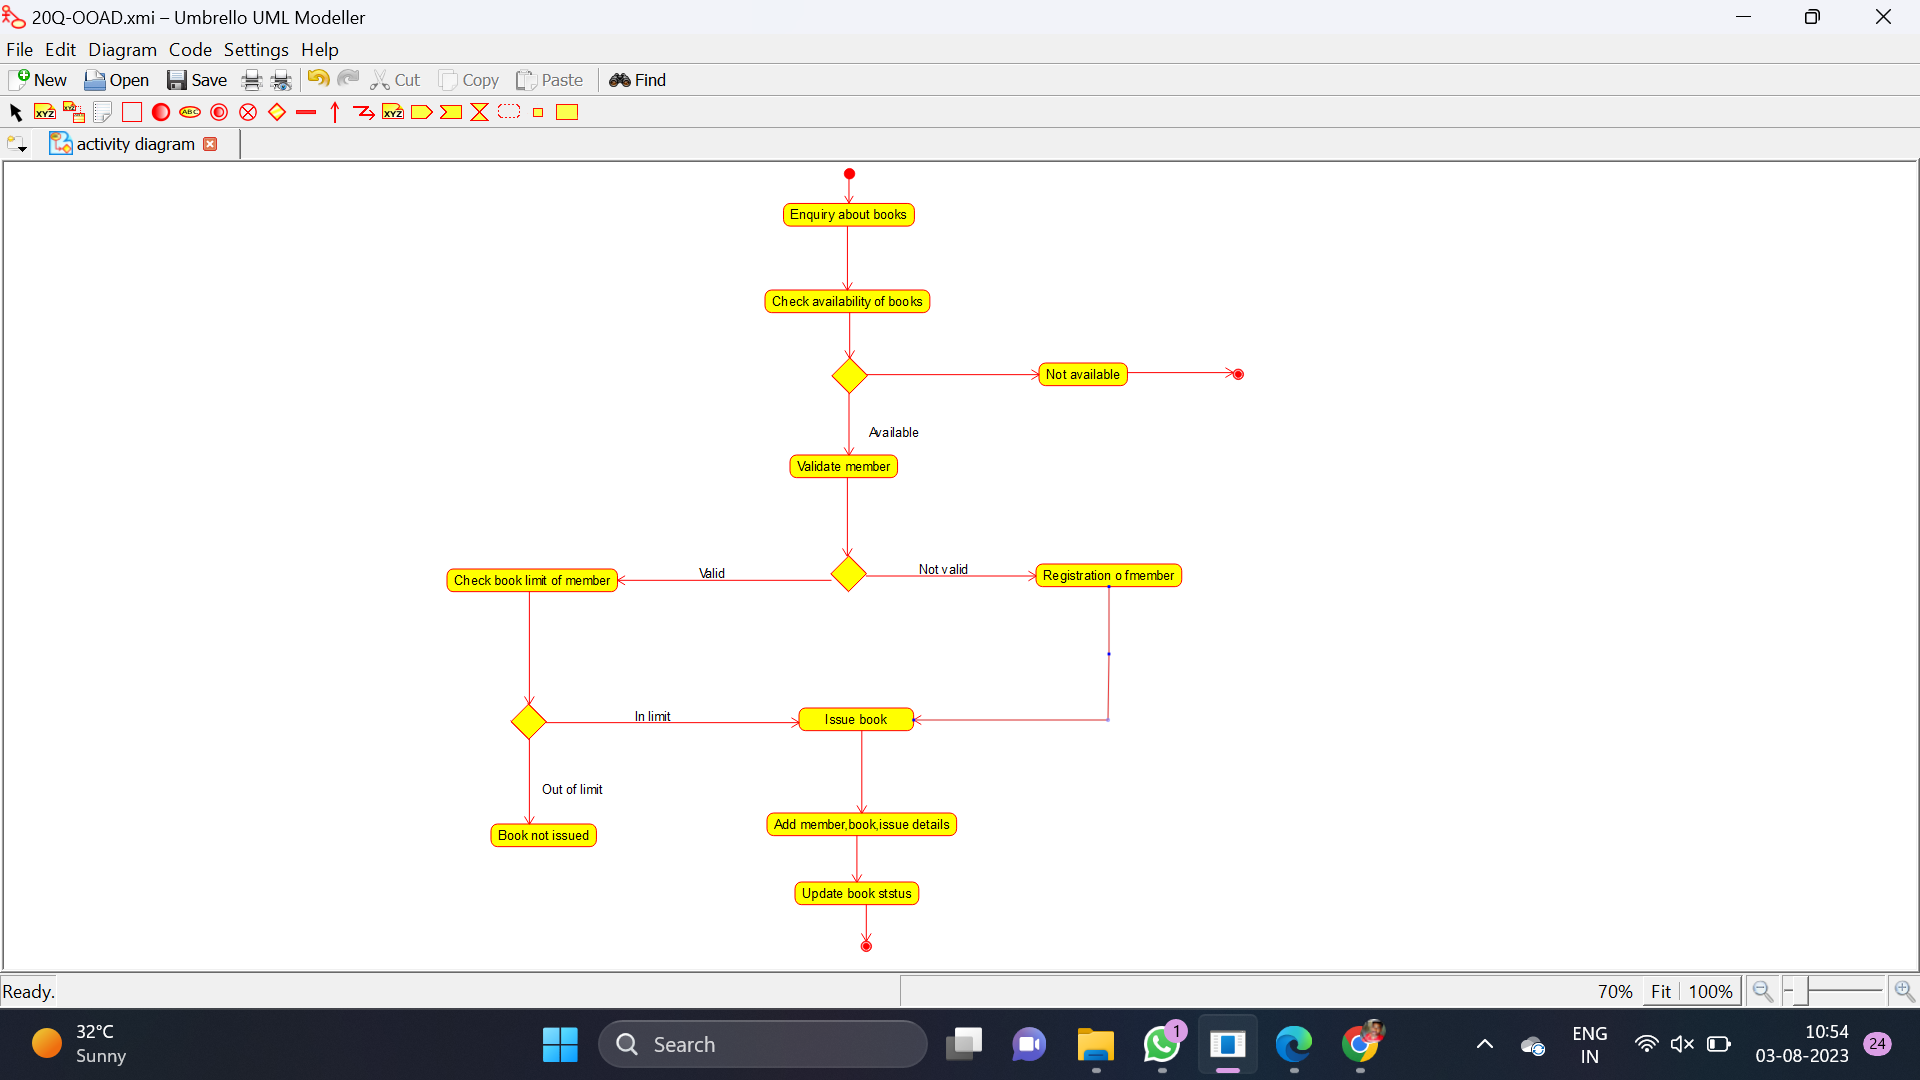 20Q-OOAD.xmi – Umbrello UML Modeller
File Edit Diagram Code Settings Help
New Open Save Cut Copy Paste Find
XYZ XYZ ABC XYZ
activity diagram
Enquiry about books
Check availability of books
Not available
Available
Validate member
Check book limit of member
Valid
Not valid
Registration o fmember
In limit
Issue book
Out of limit
Add member,book,issue details
Book not issued
Update book ststus
Ready.
70% Fit 100%
32°C
Sunny
Search
1
ENG
IN
10:54
03-08-2023
24